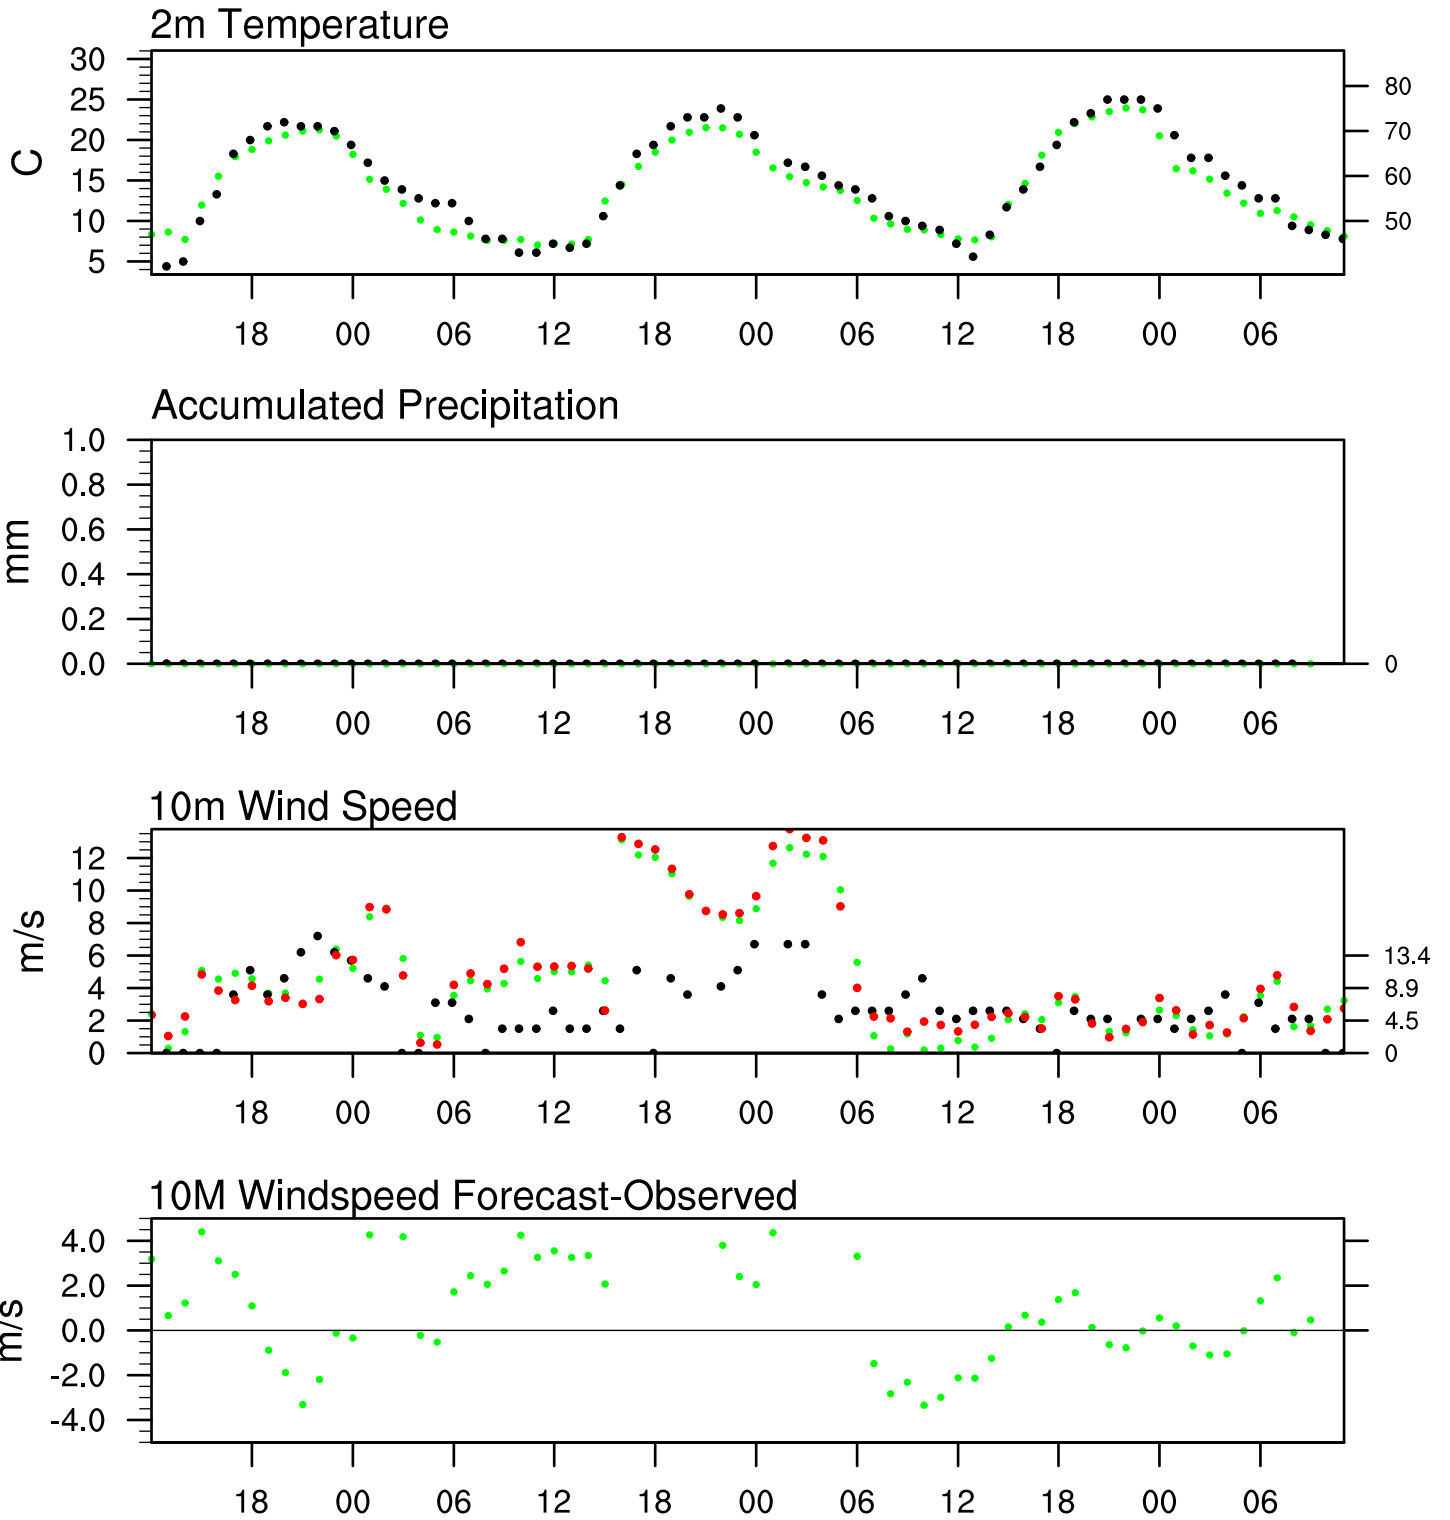 2m Temperature
30
25
20
15
10
5
C
80
70
60
50
18 00 06 12 18 00 06 12 18 00 06
Accumulated Precipitation
1.0
0.8
0.6
0.4
0.2
0.0
mm
0
18 00 06 12 18 00 06 12 18 00 06
10m Wind Speed
12
10
8
6
4
2
0
m/s
13.4
8.9
4.5
0
18 00 06 12 18 00 06 12 18 00 06
10M Windspeed Forecast-Observed
4.0
2.0
0.0
-2.0
-4.0
m/s
18 00 06 12 18 00 06 12 18 00 06